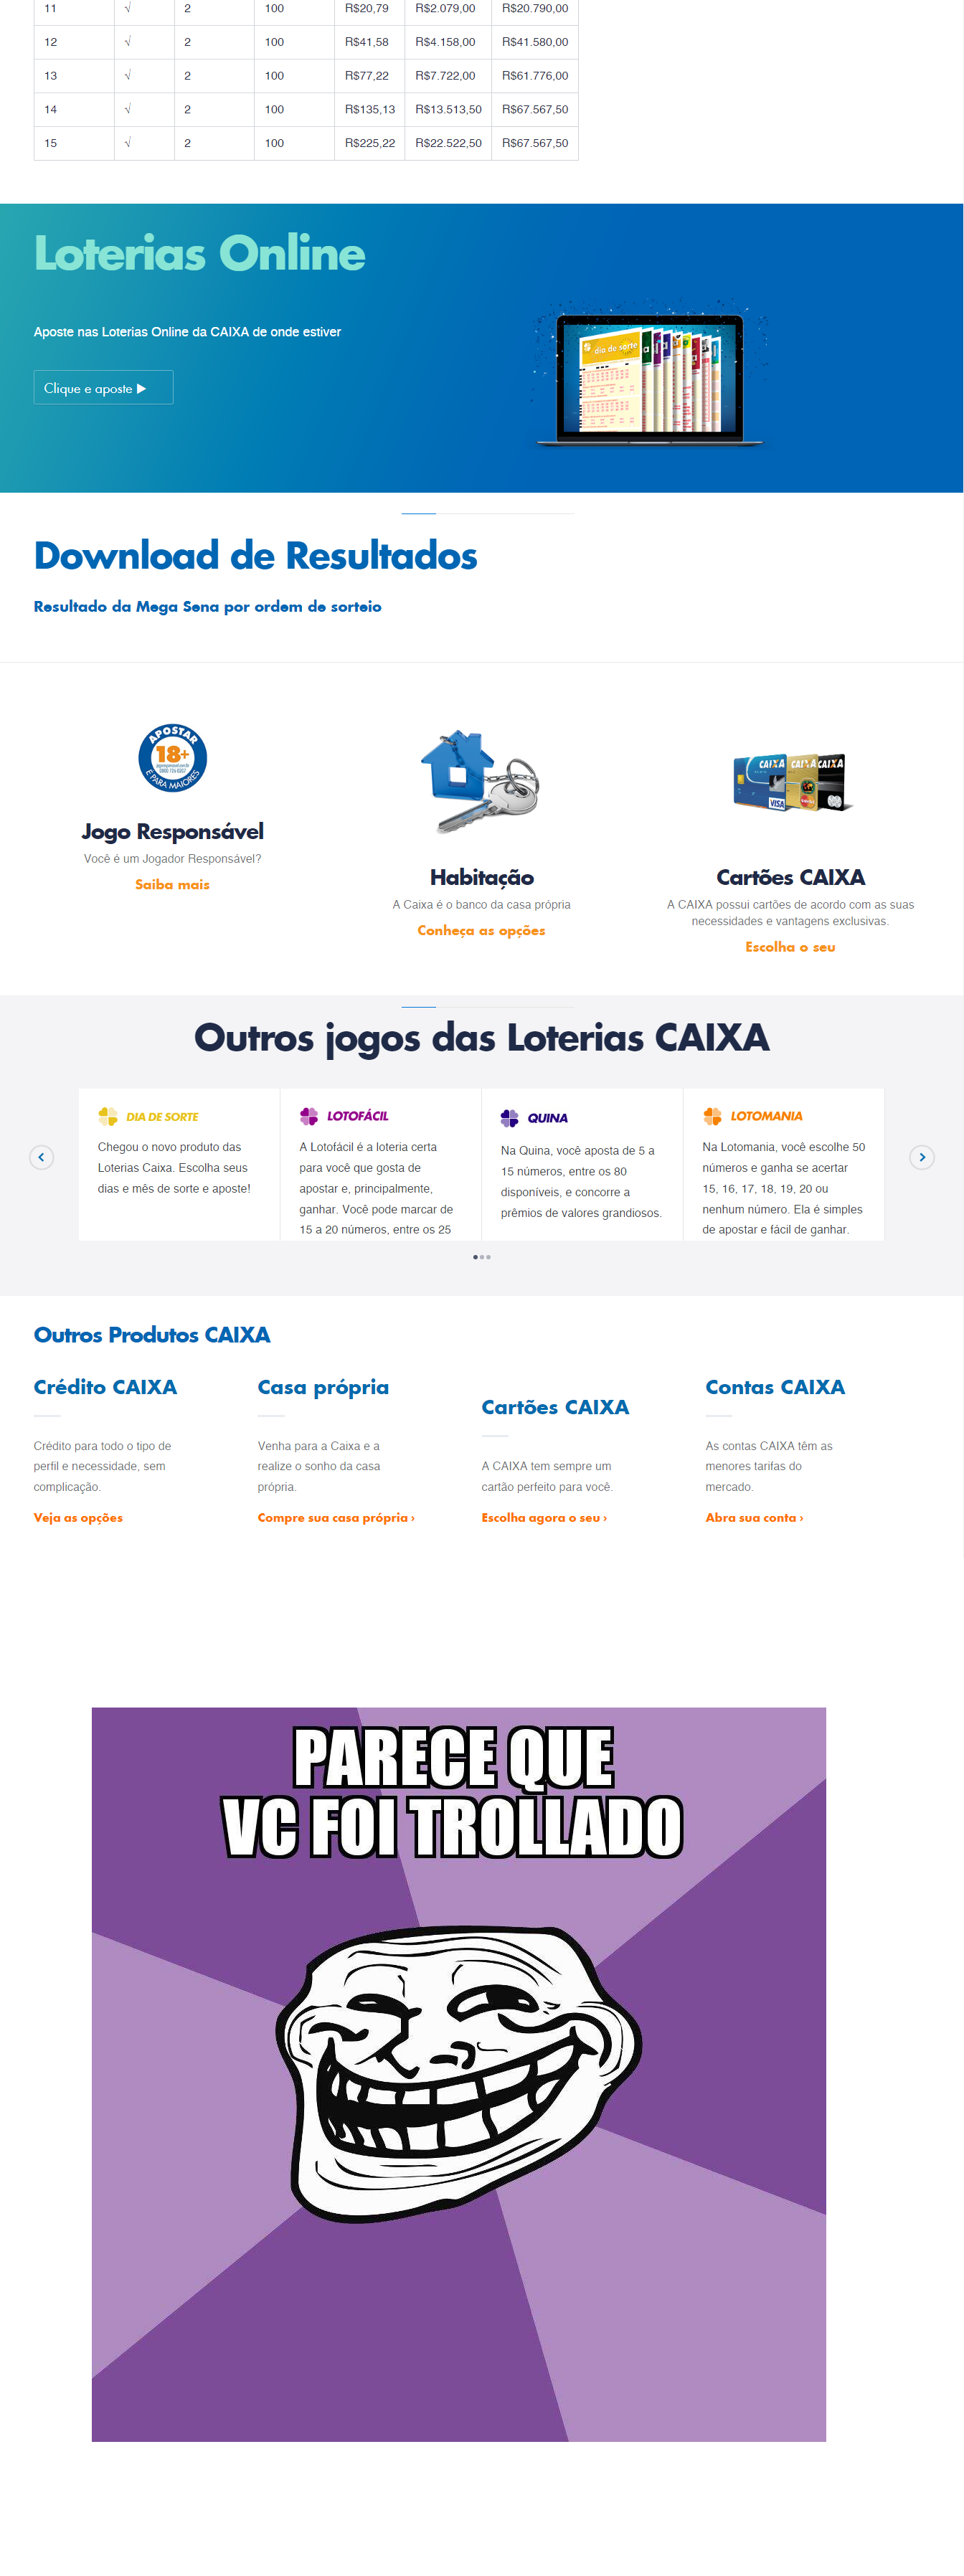 11 √ 2 100 R$20,79 R$2.079,00 R$20.790,00
12 √ 2 100 R$41,58 R$4.158,00 R$41.580,00
13 √ 2 100 R$77,22 R$7.722,00 R$61.776,00
14 √ 2 100 R$135,13 R$13.513,50 R$67.567,50
15 √ 2 100 R$225,22 R$22.522,50 R$67.567,50
Loterias Online
Aposte nas Loterias Online da CAIXA de onde estiver
dia de sorte
Clique e aposte ▶
Download de Resultados
Resultado da Mega Sena por ordem de sorteio
APOSTAR
18+
É PARA MAIORES
CAIXA CAIXA CAIXA
VISA
Jogo Responsável
Você é um Jogador Responsável?
Saiba mais
Habitação
A Caixa é o banco da casa própria
Conheça as opções
Cartões CAIXA
A CAIXA possui cartões de acordo com as suas
necessidades e vantagens exclusivas.
Escolha o seu
Outros jogos das Loterias CAIXA
DIA DE SORTE
Chegou o novo produto das
Loterias Caixa. Escolha seus
dias e mês de sorte e aposte!
LOTOFÁCIL
A Lotofácil é a loteria certa
para você que gosta de
apostar e, principalmente,
ganhar. Você pode marcar de
15 a 20 números, entre os 25
QUINA
Na Quina, você aposta de 5 a
15 números, entre os 80
disponíveis, e concorre a
prêmios de valores grandiosos.
LOTOMANIA
Na Lotomania, você escolhe 50
números e ganha se acertar
15, 16, 17, 18, 19, 20 ou
nenhum número. Ela é simples
de apostar e fácil de ganhar.
Outros Produtos CAIXA
Crédito CAIXA
Crédito para todo o tipo de
perfil e necessidade, sem
complicação.
Veja as opções
Casa própria
Venha para a Caixa e a
realize o sonho da casa
própria.
Compre sua casa própria ›
Cartões CAIXA
A CAIXA tem sempre um
cartão perfeito para você.
Escolha agora o seu ›
Contas CAIXA
As contas CAIXA têm as
menores tarifas do
mercado.
Abra sua conta ›
PARECE QUE
VC FOI TROLLADO